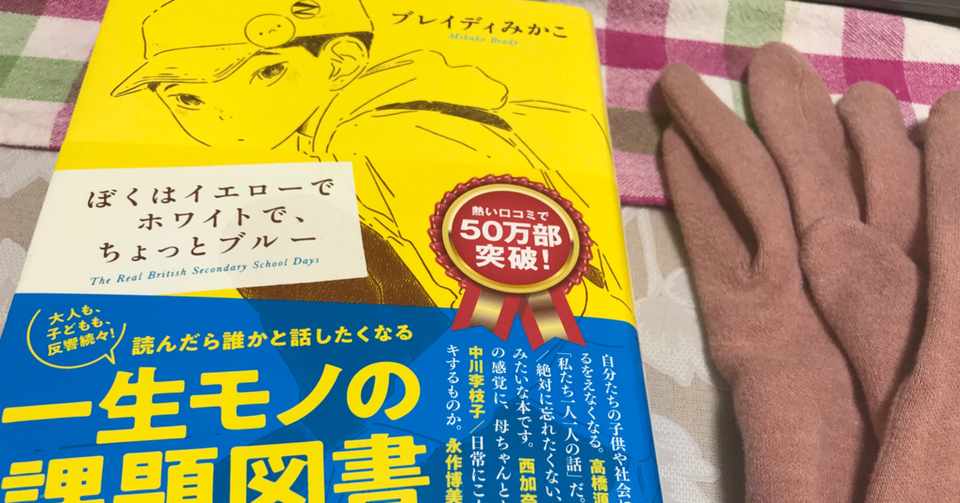 ブレイディみかこ
Mikako Brady
ぼくはイエローで
ホワイトで、
ちょっとブルー
The Real British Secondary School Days
熱い口コミで
50万部
突破!
大人も、
子どもも、
反響続々!
読んだら誰かと話したくなる
一生モノの
課題図書
自分たちの子供や社会に
るをえなくなる。高橋源
「私たち一人一人の話」だ。
/絶対に忘れたくない、
みたいな本です。西加奈
の感覚に、母ちゃんと
中川李枝子/日常にこ
キするものか。永作博美